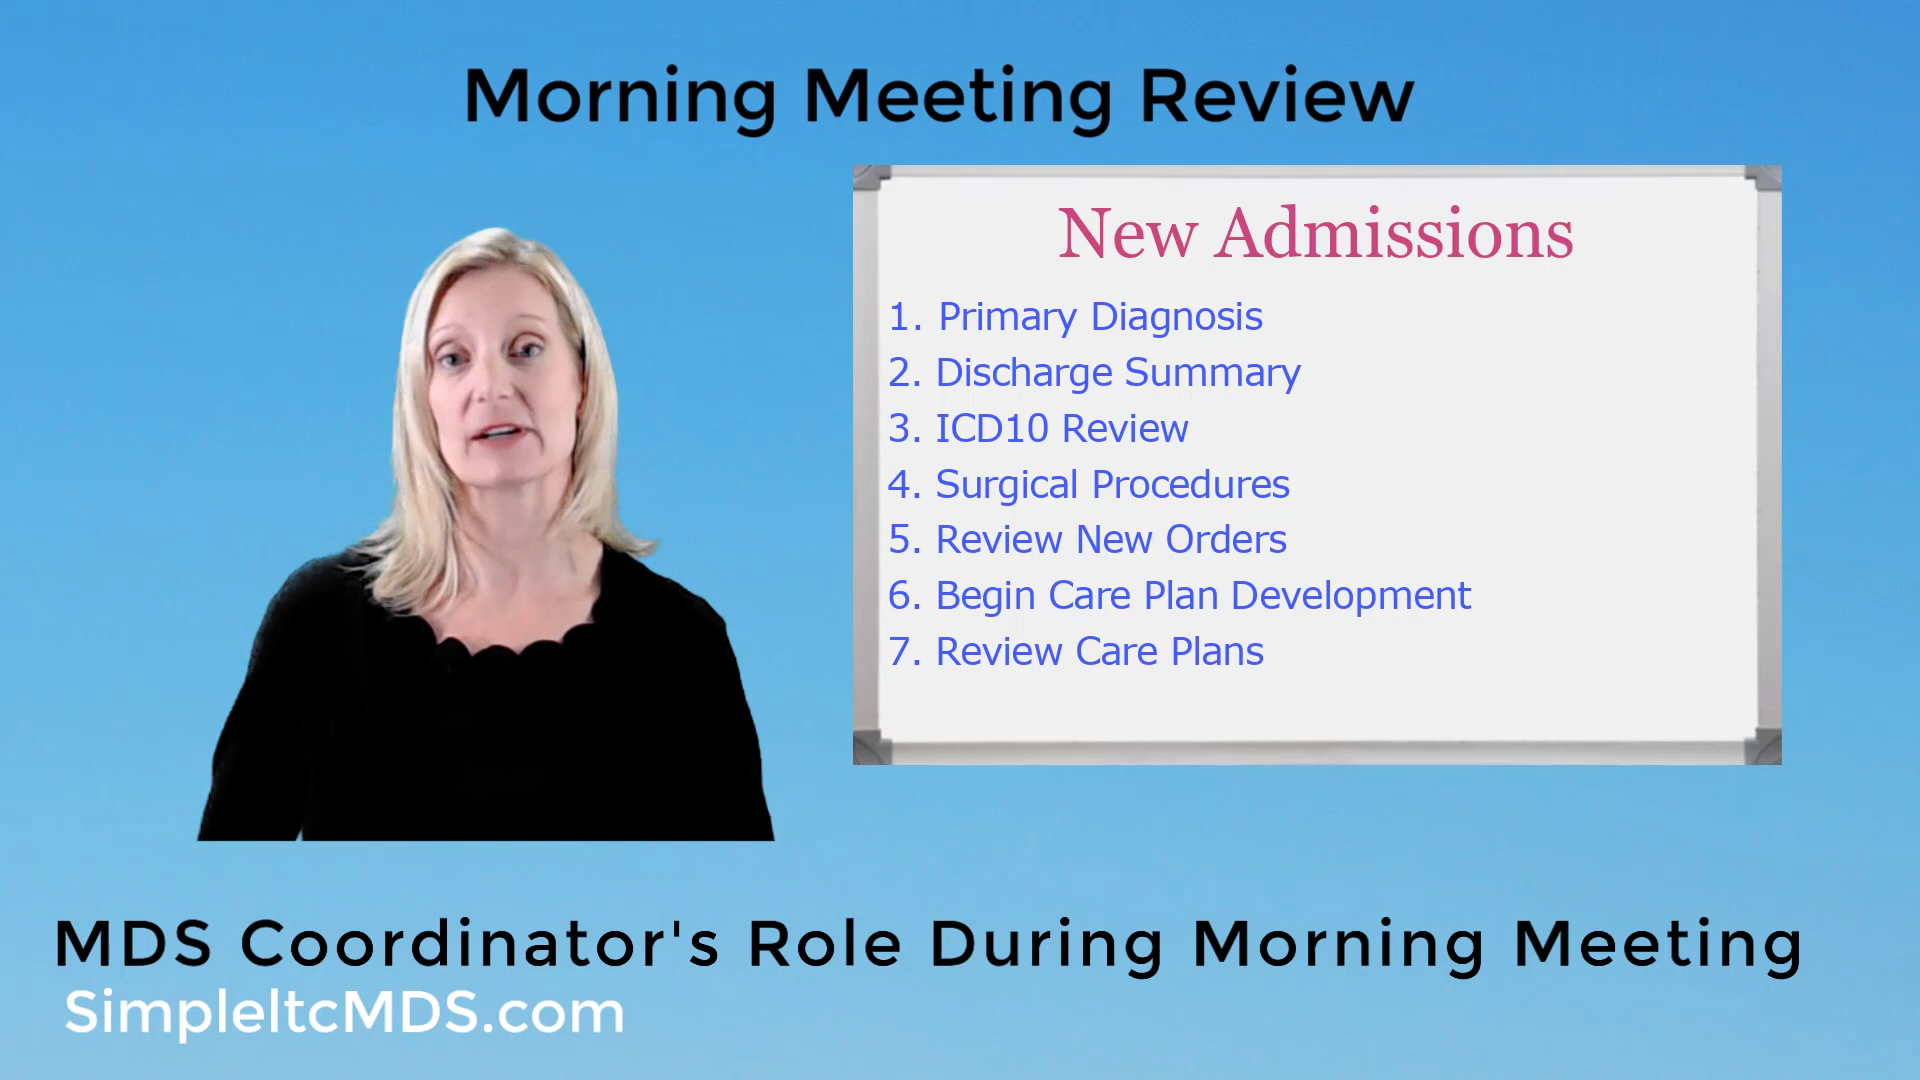 Morning Meeting Review
New Admissions
1. Primary Diagnosis
2. Discharge Summary
3. ICD10 Review
4. Surgical Procedures
5. Review New Orders
6. Begin Care Plan Development
7. Review Care Plans
MDS Coordinator's Role During Morning Meeting
SimpleltcMDS.com